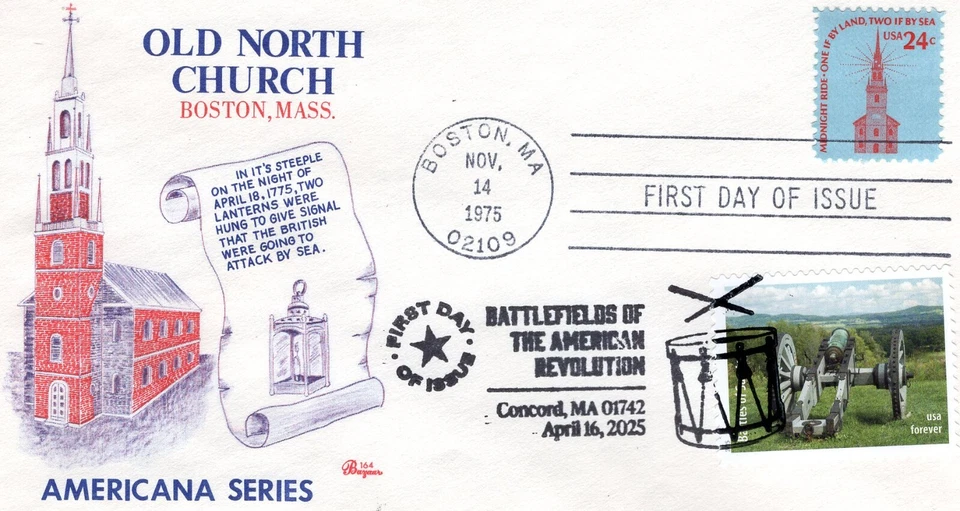 OLD NORTH
CHURCH
BOSTON, MASS.
IN IT'S STEEPLE
ON THE NIGHT OF
APRIL 18, 1775, TWO
LANTERNS WERE
HUNG TO GIVE SIGNAL
THAT THE BRITISH
WERE GOING TO
ATTACK BY SEA.
164
Bazaar
AMERICANA SERIES
BOSTON, MA
NOV.
14
1975
02109
FIRST DAY OF ISSUE
MIDNIGHT RIDE · ONE IF BY LAND, TWO IF BY SEA
USA 24c
FIRST DAY
OF ISSUE
BATTLEFIELDS OF
THE AMERICAN
REVOLUTION
Concord, MA 01742
April 16, 2025
usa
forever